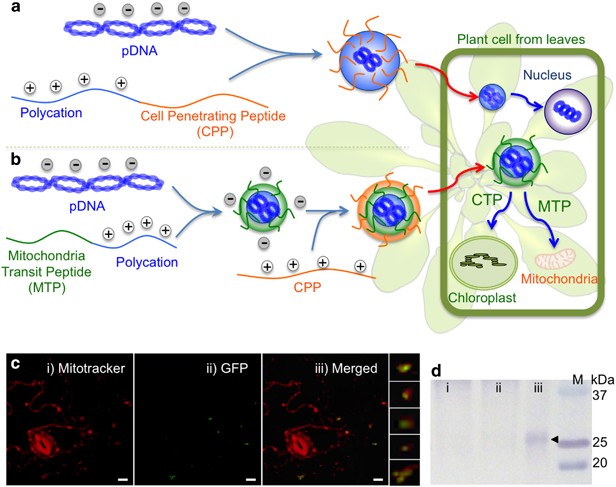 a
pDNA
Polycation
Cell Penetrating Peptide
(CPP)
Plant cell from leaves
Nucleus
b
pDNA
Mitochondria
Transit Peptide
(MTP)
Polycation
CPP
CTP
MTP
Chloroplast
Mitochondria
c
i) Mitotracker
ii) GFP
iii) Merged
d
i
ii
iii
M
kDa
37
25
20